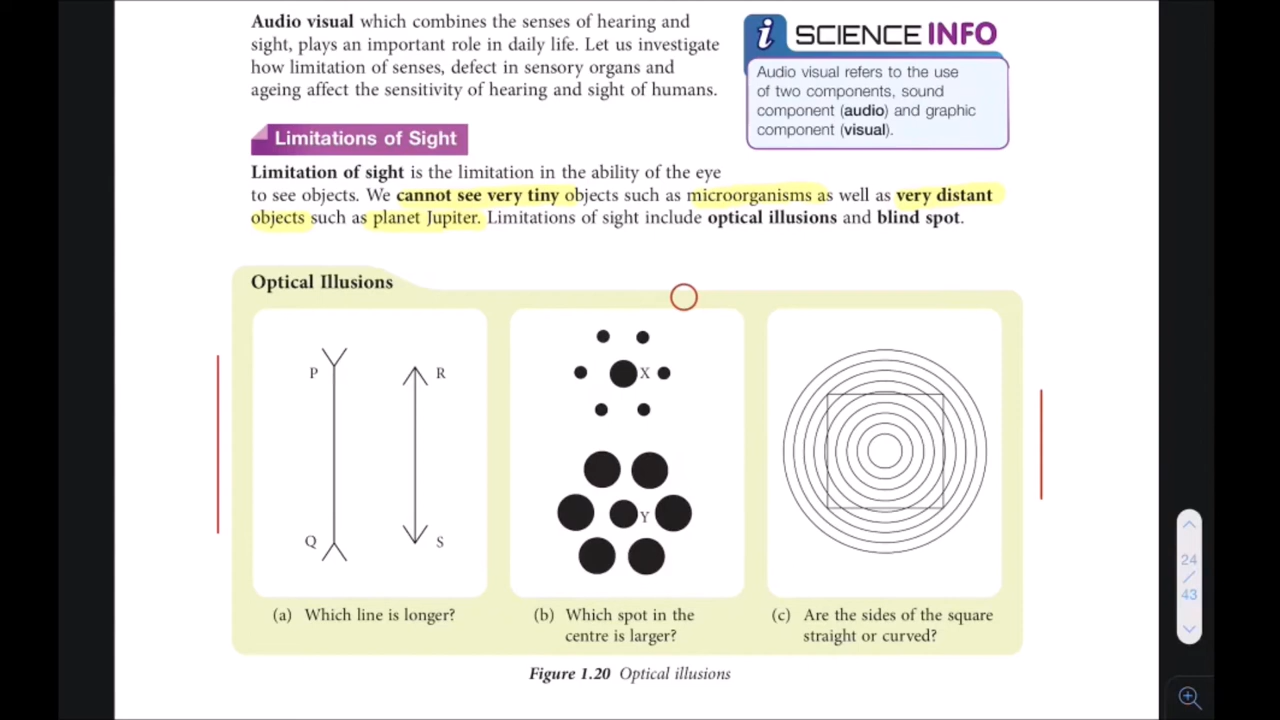 Audio visual which combines the senses of hearing and
sight, plays an important role in daily life. Let us investigate
how limitation of senses, defect in sensory organs and
ageing affect the sensitivity of hearing and sight of humans.
i SCIENCE INFO
Audio visual refers to the use
of two components, sound
component (audio) and graphic
component (visual).
Limitations of Sight
Limitation of sight is the limitation in the ability of the eye
to see objects. We cannot see very tiny objects such as microorganisms as well as very distant
objects such as planet Jupiter. Limitations of sight include optical illusions and blind spot.
Optical Illusions
P
R
Q
S
X
Y
(a) Which line is longer?
(b) Which spot in the
centre is larger?
(c) Are the sides of the square
straight or curved?
Figure 1.20 Optical illusions
24
/
43